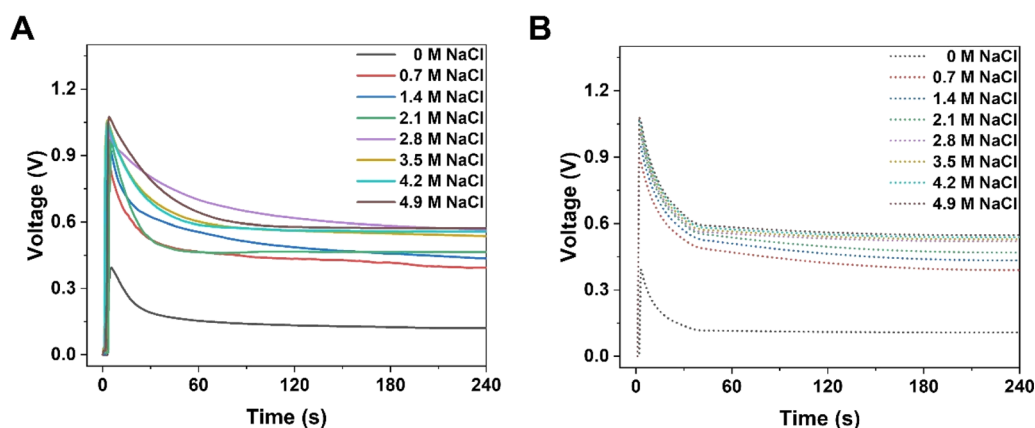 A
0 M NaCl
0.7 M NaCl
1.4 M NaCl
2.1 M NaCl
2.8 M NaCl
3.5 M NaCl
4.2 M NaCl
4.9 M NaCl
1.2
0.9
0.6
0.3
0.0
Voltage (V)
0 60 120 180 240
Time (s)
B
0 M NaCl
0.7 M NaCl
1.4 M NaCl
2.1 M NaCl
2.8 M NaCl
3.5 M NaCl
4.2 M NaCl
4.9 M NaCl
1.2
0.9
0.6
0.3
0.0
Voltage (V)
0 60 120 180 240
Time (s)